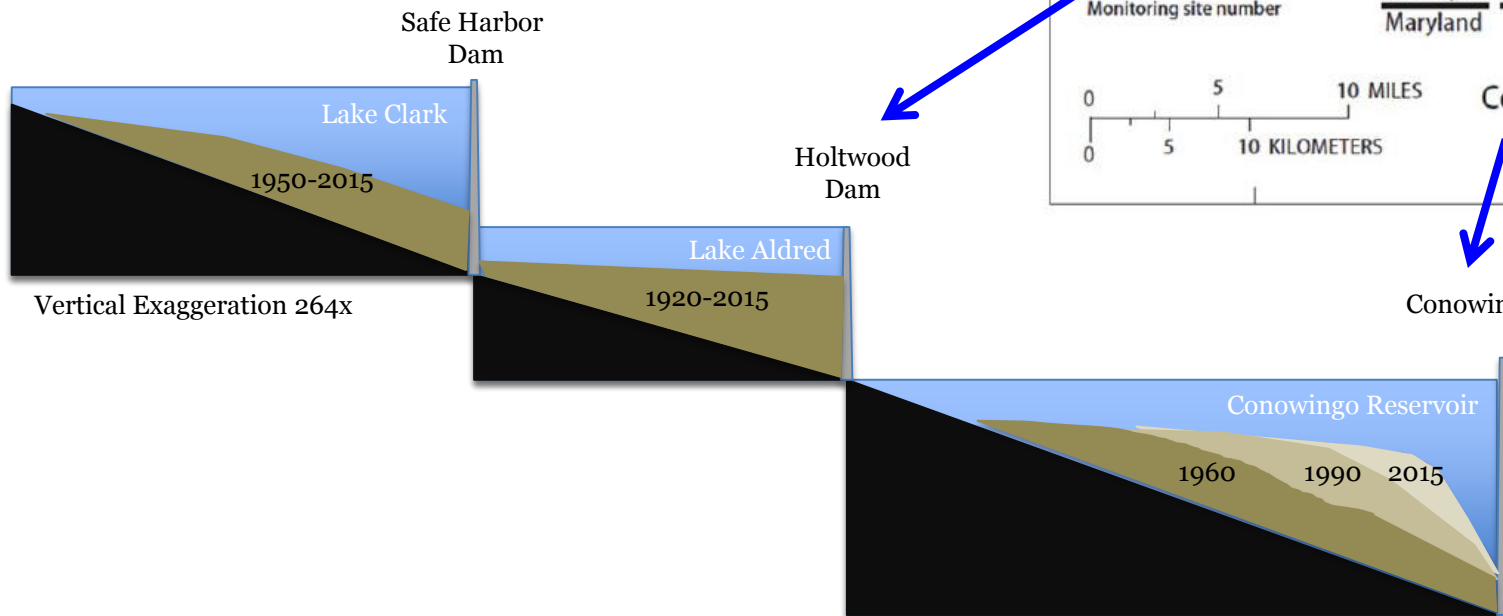 Safe Harbor
Dam
Monitoring site number
Maryland
0 5 10 MILES
0 5 10 KILOMETERS
Lake Clark
1950-2015
Holtwood
Dam
Lake Aldred
1920-2015
Vertical Exaggeration 264x
Conowin
Conowingo Reservoir
1960 1990 2015